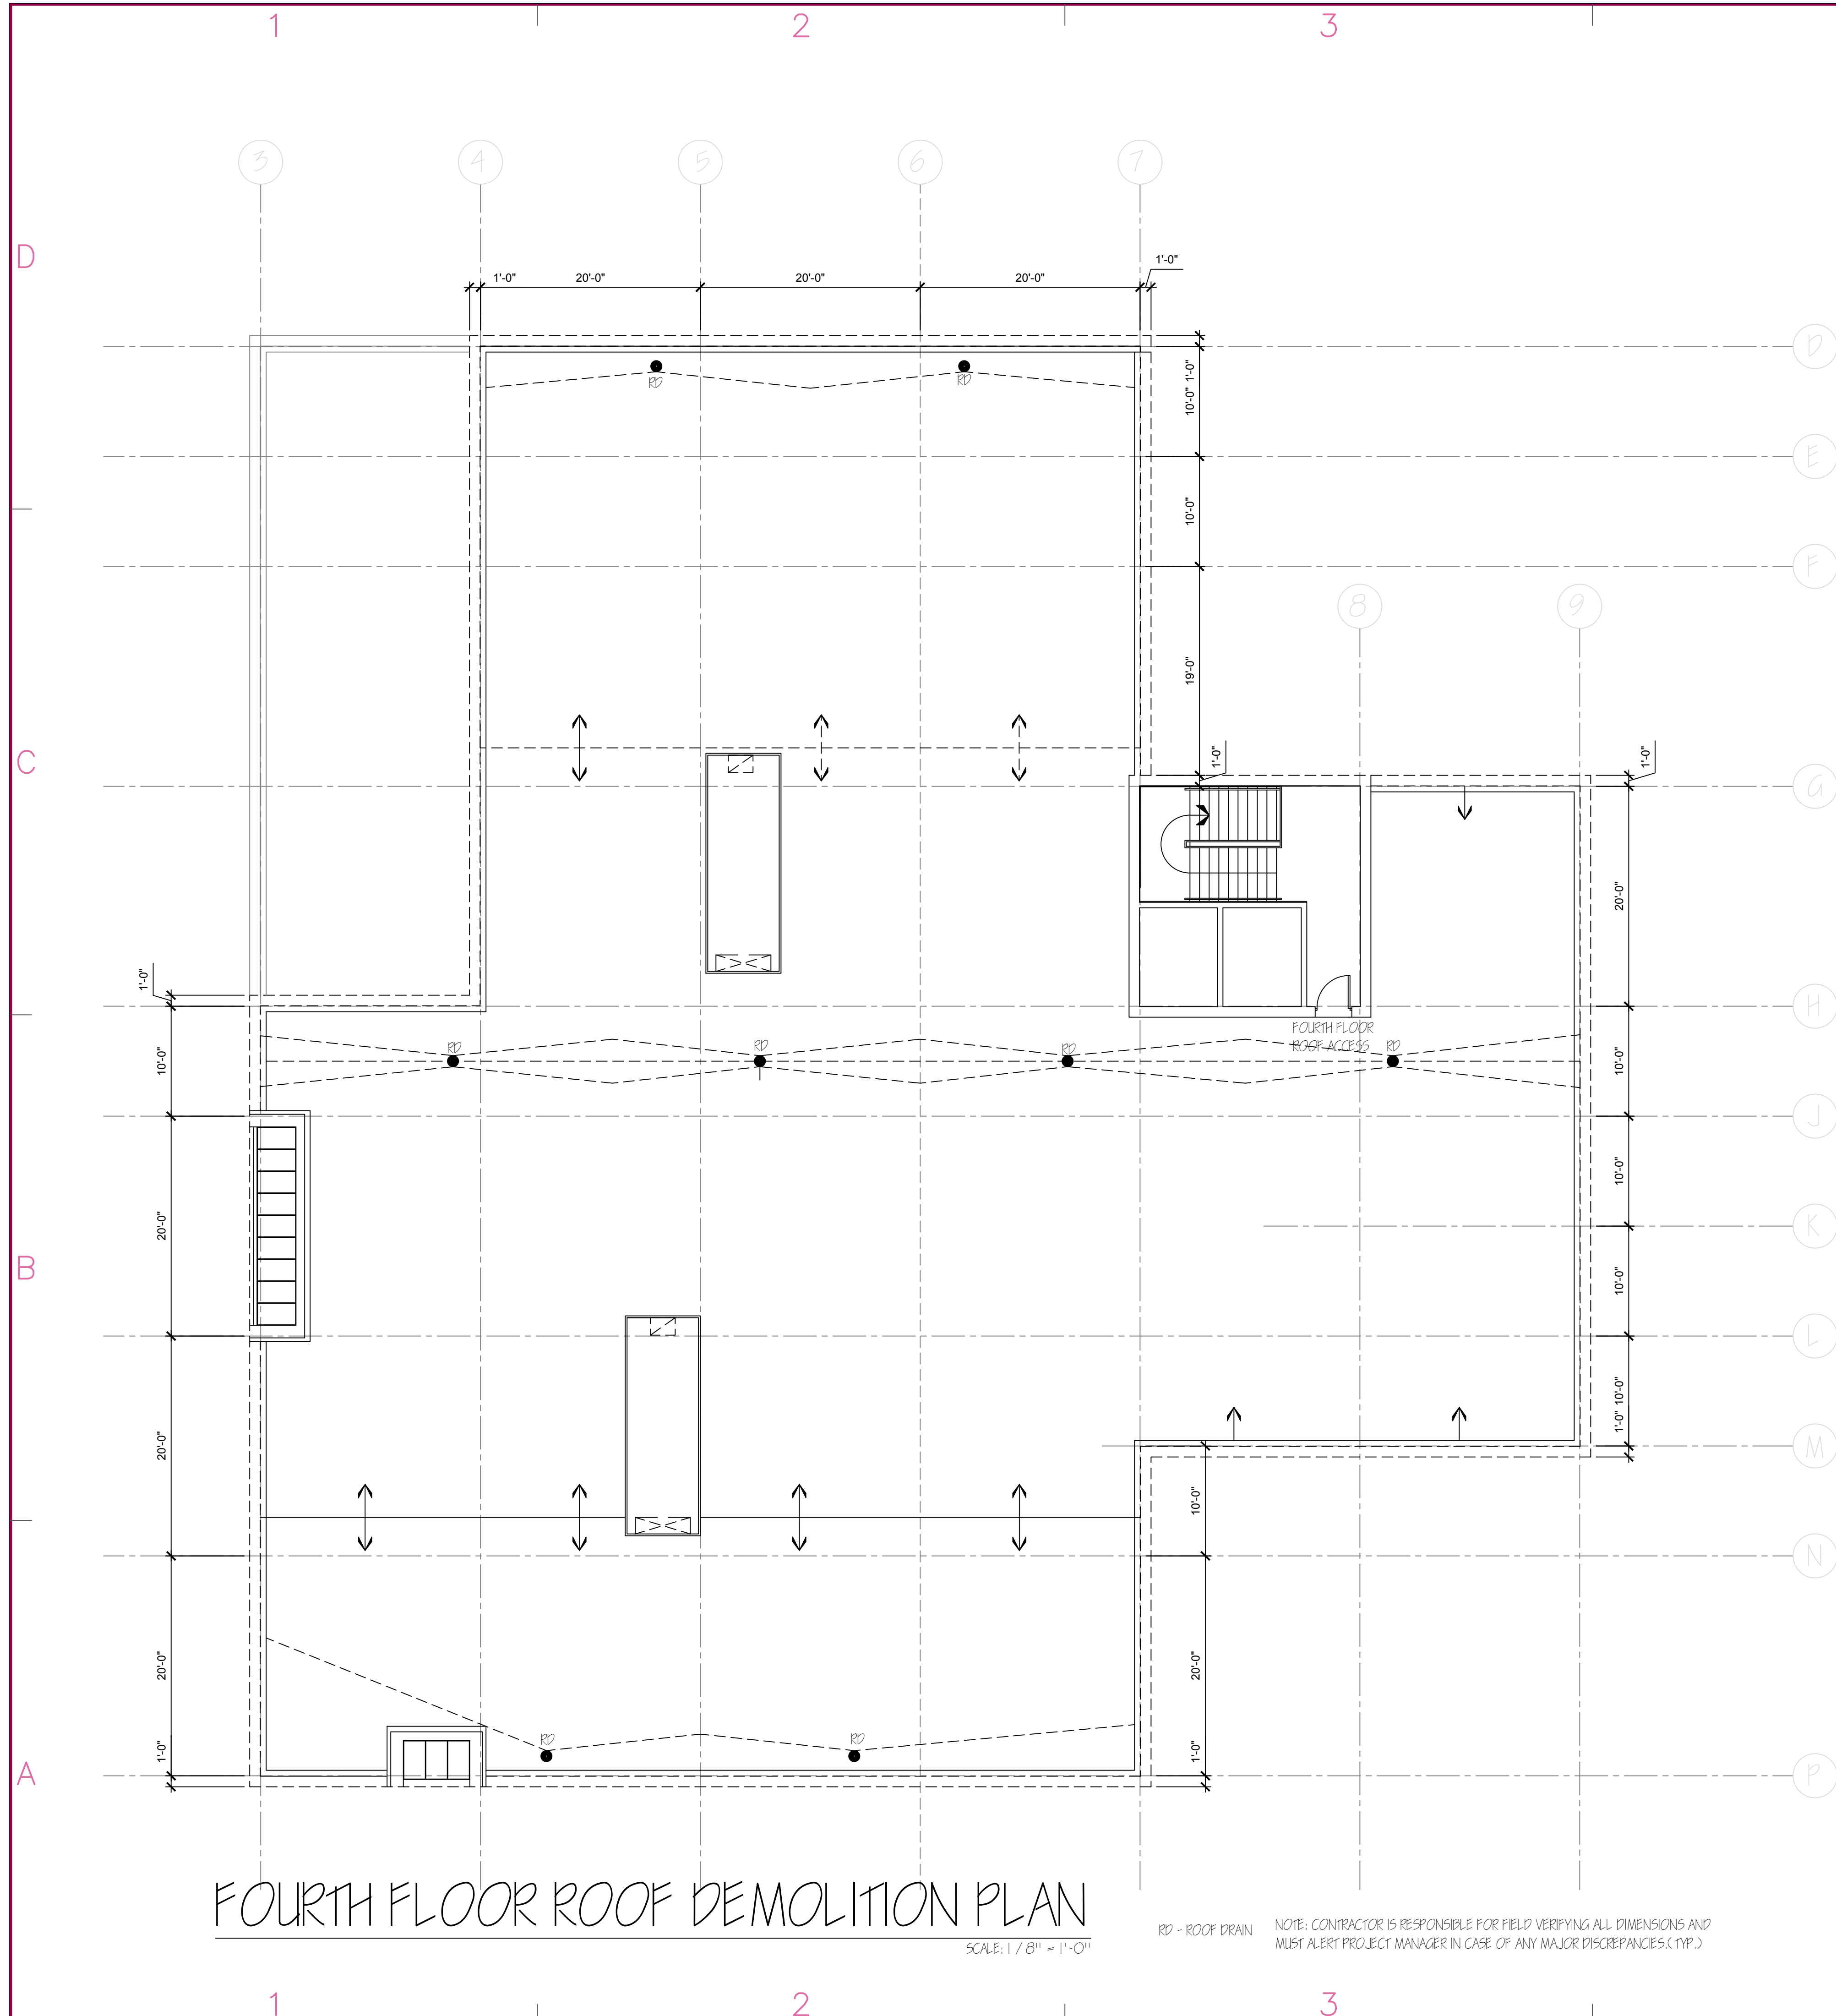 1 2 3
3 4 5 6 7
D
1'-0"
1'-0" 20'-0" 20'-0" 20'-0"
D
RD RD
10'-0" 1'-0"
E
10'-0"
F
8 9
19'-0"
C
1'-0" 1'-0"
G
20'-0"
1'-0"
H
FOURTH FLOOR
ROOF ACCESS
RD RD RD RD
10'-0" 10'-0"
J
10'-0"
20'-0"
K
B
10'-0"
L
1'-0" 10'-0"
20'-0"
M
10'-0"
N
20'-0" 20'-0"
RD RD
1'-0" 1'-0"
A
P
FOURTH FLOOR ROOF DEMOLITION PLAN
SCALE: 1 / 8" = 1'-0"
RD - ROOF DRAIN
NOTE: CONTRACTOR IS RESPONSIBLE FOR FIELD VERIFYING ALL DIMENSIONS AND
MUST ALERT PROJECT MANAGER IN CASE OF ANY MAJOR DISCREPANCIES.( TYP.)
1 2 3